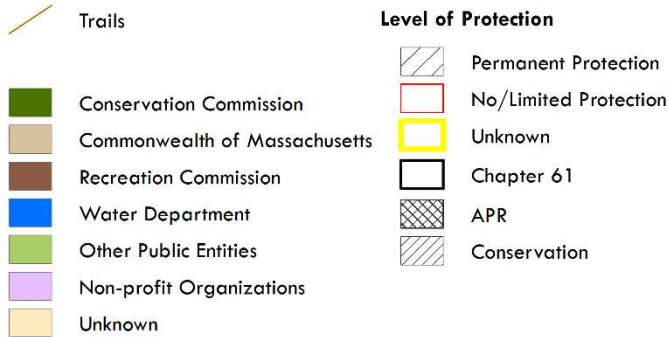 Trails
Conservation Commission
Commonwealth of Massachusetts
Recreation Commission
Water Department
Other Public Entities
Non-profit Organizations
Unknown
Level of Protection
Permanent Protection
No/Limited Protection
Unknown
Chapter 61
APR
Conservation